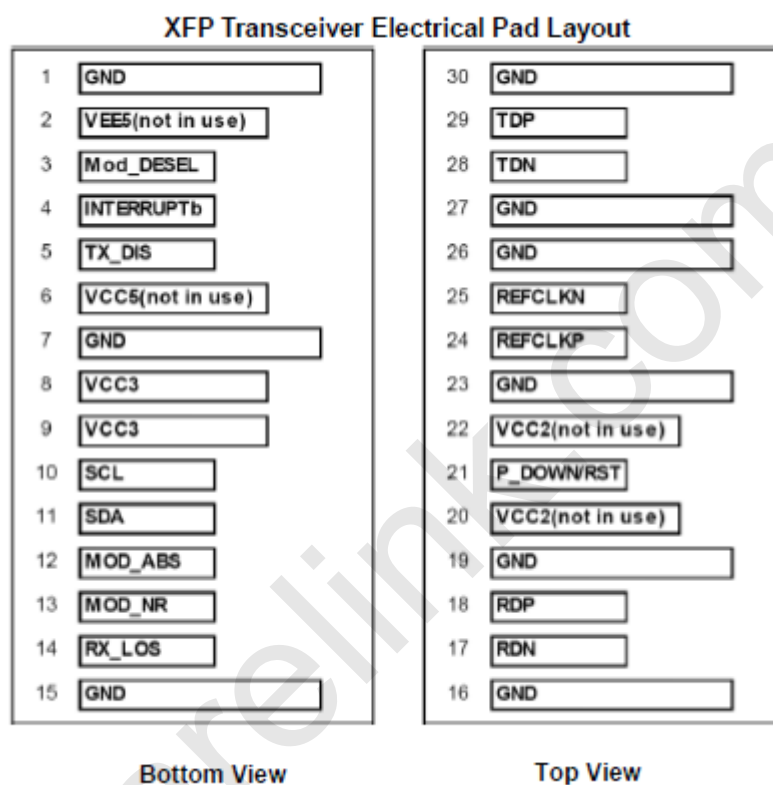 XFP Transceiver Electrical Pad Layout
1 GND
2 VEE5(not in use)
3 Mod_DESEL
4 INTERRUPTb
5 TX_DIS
6 VCC5(not in use)
7 GND
8 VCC3
9 VCC3
10 SCL
11 SDA
12 MOD_ABS
13 MOD_NR
14 RX_LOS
15 GND
Bottom View
30 GND
29 TDP
28 TDN
27 GND
26 GND
25 REFCLKN
24 REFCLKP
23 GND
22 VCC2(not in use)
21 P_DOWN/RST
20 VCC2(not in use)
19 GND
18 RDP
17 RDN
16 GND
Top View